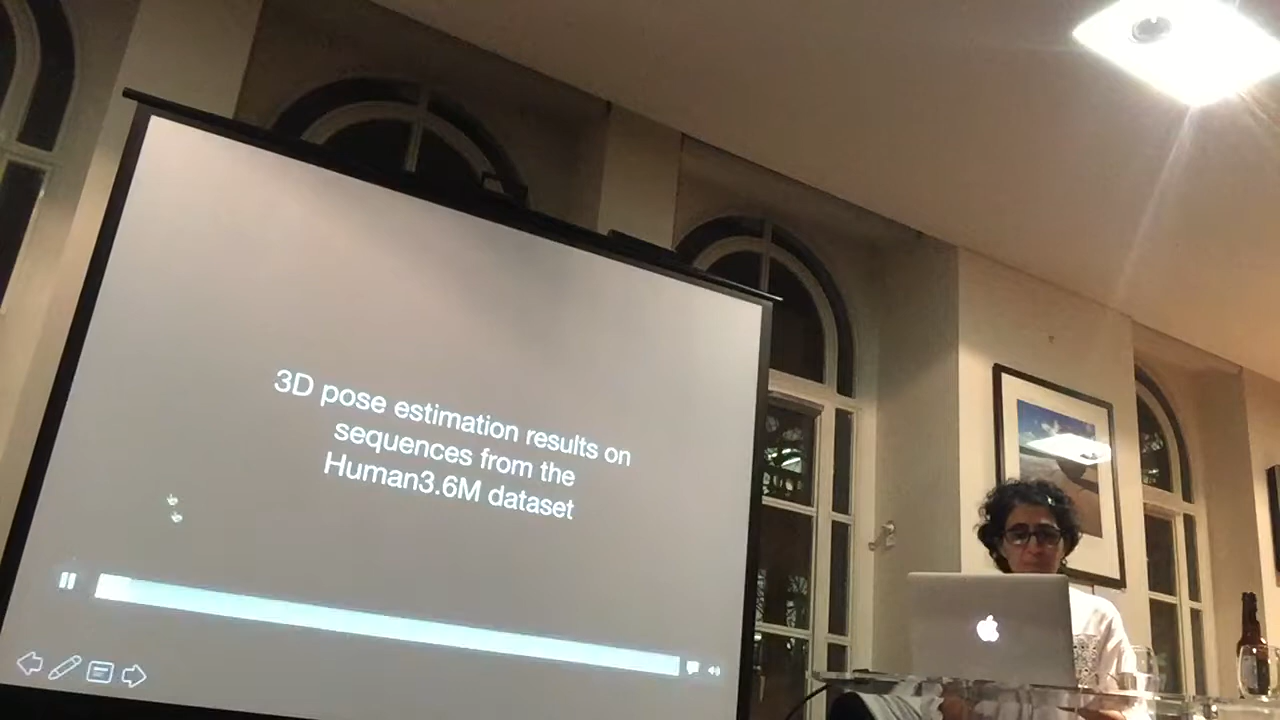 3D pose estimation results on
sequences from the
Human3.6M dataset